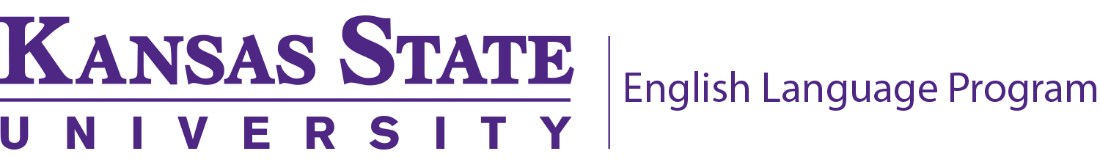 KANSAS STATE
UNIVERSITY
English Language Program